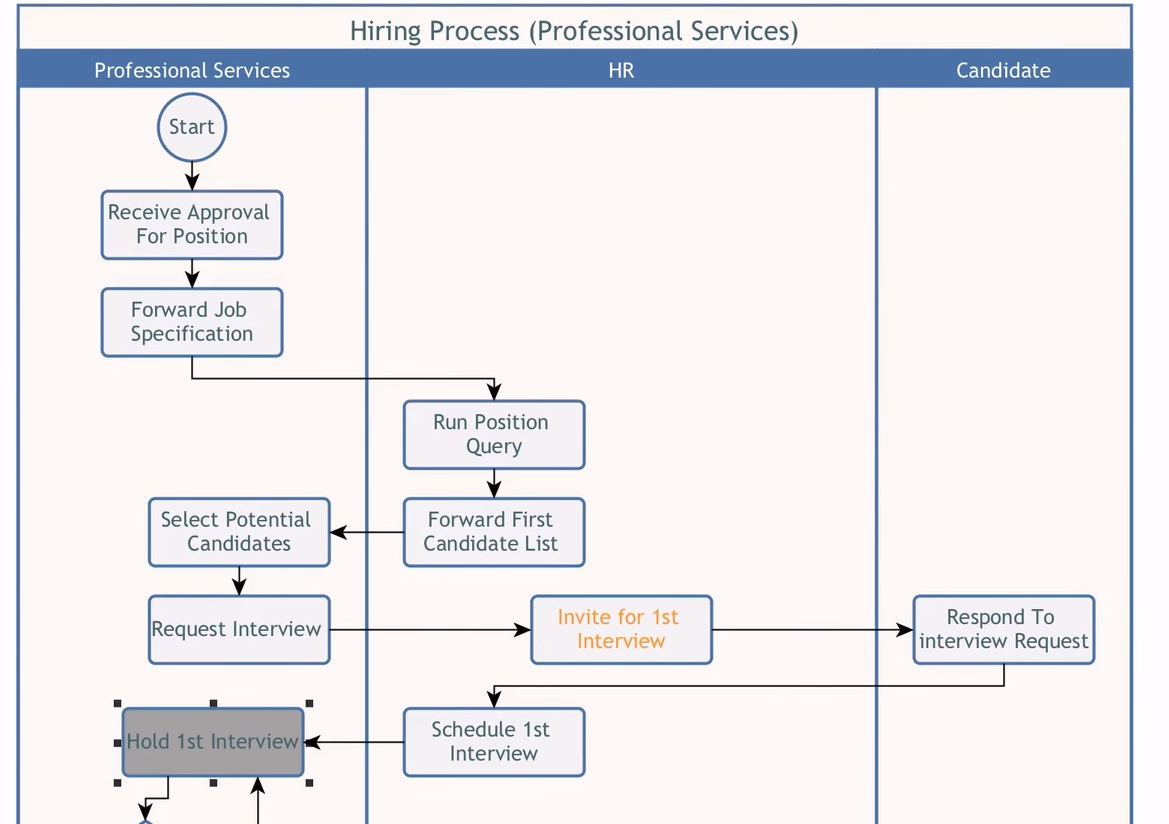 Hiring Process (Professional Services)
Professional Services
HR
Candidate
Start
Receive Approval
For Position
Forward Job
Specification
Run Position
Query
Select Potential
Candidates
Forward First
Candidate List
Request Interview
Invite for 1st
Interview
Respond To
interview Request
Hold 1st Interview
Schedule 1st
Interview